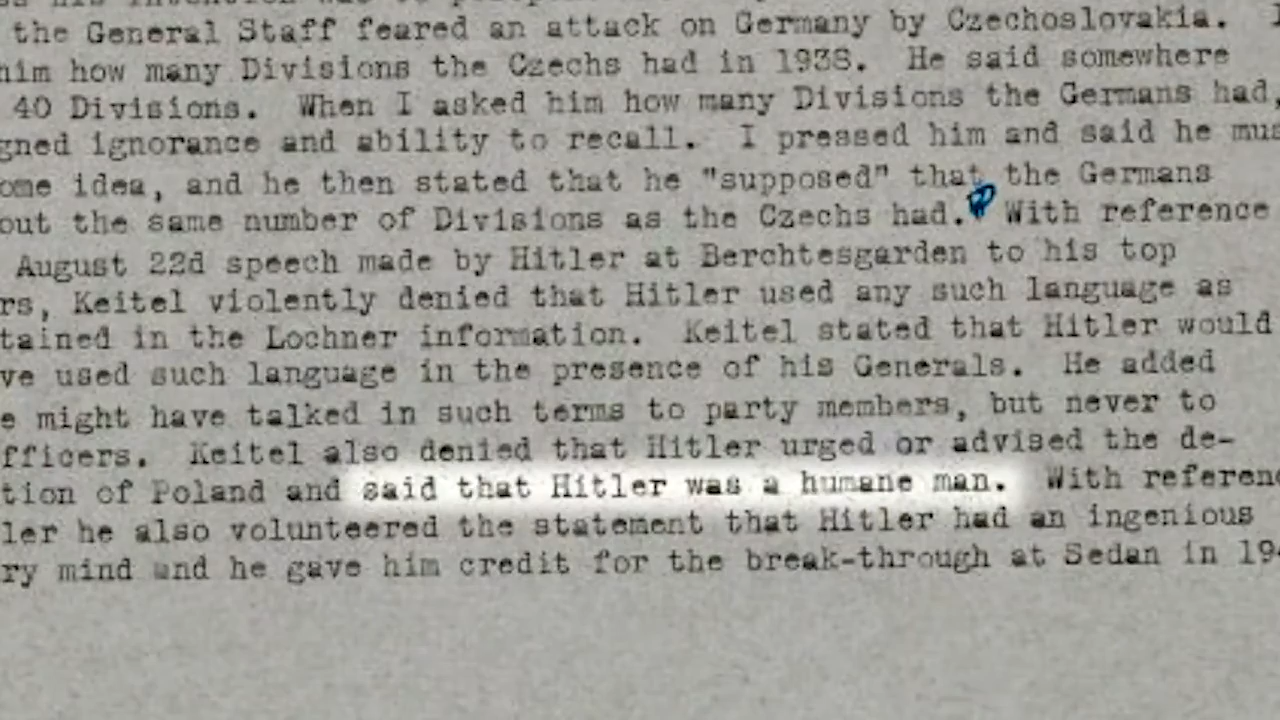 the General Staff feared an attack on Germany by Czechoslovakia.
him how many Divisions the Czechs had in 1938. He said somewhere
40 Divisions. When I asked him how many Divisions the Germans had,
gned ignorance and ability to recall. I pressed him and said he mus
ome idea, and he then stated that he "supposed" that the Germans
out the same number of Divisions as the Czechs had. With reference
August 22d speech made by Hitler at Berchtesgarden to his top
rs, Keitel violently denied that Hitler used any such language as
tained in the Lochner information. Keitel stated that Hitler would
ve used such language in the presence of his Generals. He added
e might have talked in such terms to party members, but never to
fficers. Keitel also denied that Hitler urged or advised the de-
tion of Poland and said that Hitler was a humane man. With referenc
ler he also volunteered the statement that Hitler had an ingenious
ry mind and he gave him credit for the break-through at Sedan in 194